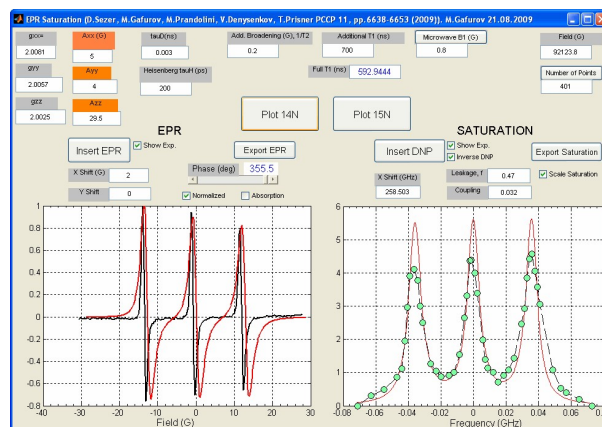 EPR Saturation (D.Sezer, M.Gafurov, M.Prandolini, V.Denysenkov, T.Prisner PCCP 11, pp.6638-6653 (2009)). M.Gafurov 21.08.2009
gxx= Axx (G) tauD(ns) Add. Broadening (G), 1/T2 Additional T1 (ns) Microwave B1 (G) Field (G)
2.0081 5 0.003 0.2 700 0.8 92123.8
gyy Ayy Heisenberg tauH (ps) Full T1 (ns) 592.9444 Number of Points
2.0057 4 200 401
gzz Azz
2.0025 29.5
Plot 14N Plot 15N
EPR SATURATION
Insert EPR Show Exp. Export EPR Insert DNP Show Exp. Inverse DNP Export Saturation
X Shift (G) 2 Phase (deg) 355.5 X Shift (GHz) Leakage, f 0.47 Scale Saturation
Y Shift 0 Normalized Absorption 258.503 Coupling 0.032
1
0.8
0.6
0.4
0.2
0
-0.2
-0.4
-0.6
-0.8
-40 -30 -20 -10 0 10 20 30
Field (G)
6
5
4
3
2
1
0
-0.08 -0.06 -0.04 -0.02 0 0.02 0.04 0.06 0.08
Frequency (GHz)